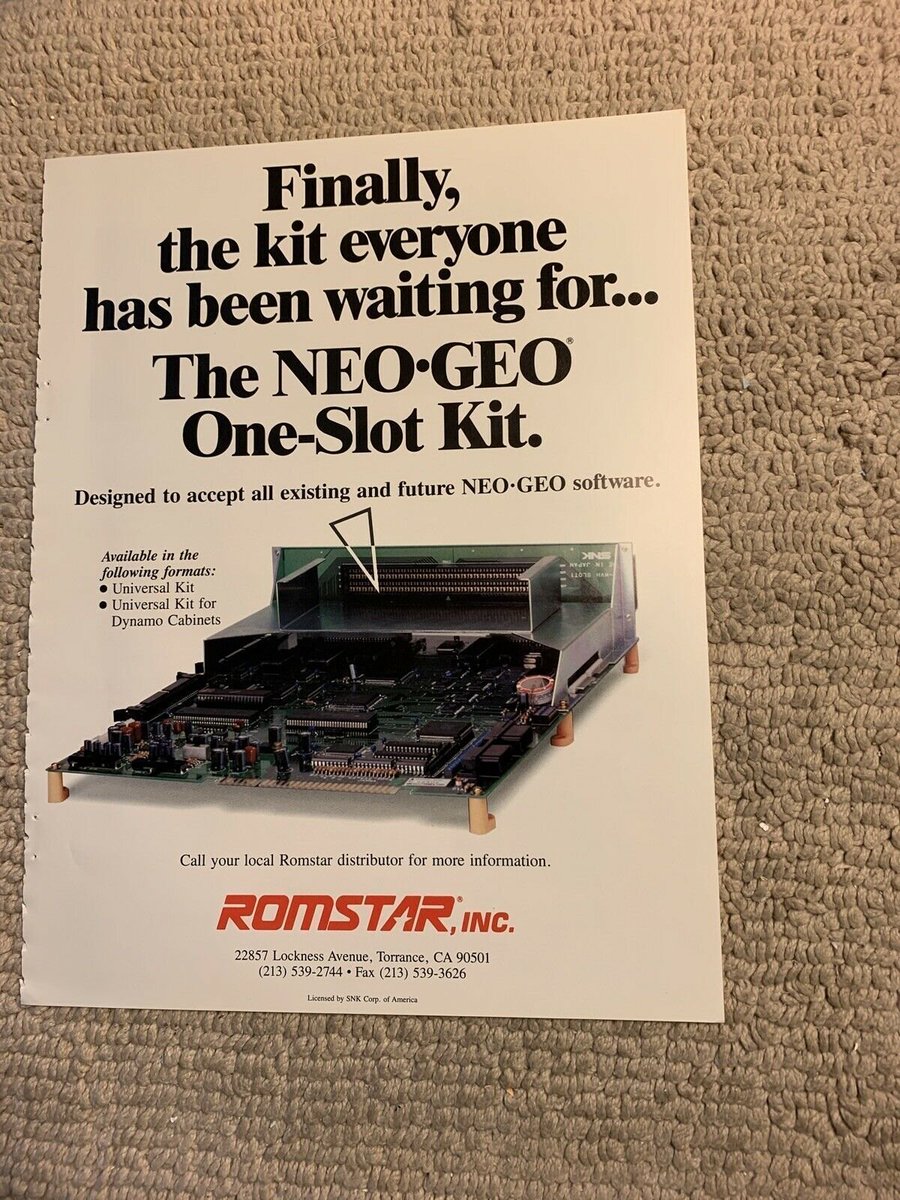 Finally,
the kit everyone
has been waiting for...
The NEO•GEO®
One-Slot Kit.
Designed to accept all existing and future NEO•GEO software.
Available in the
following formats:
• Universal Kit
• Universal Kit for
Dynamo Cabinets
SNK
IN JAPAN
SLOT1
Call your local Romstar distributor for more information.
ROMSTAR®, INC.
22857 Lockness Avenue, Torrance, CA 90501
(213) 539-2744 • Fax (213) 539-3626
Licensed by SNK Corp. of America